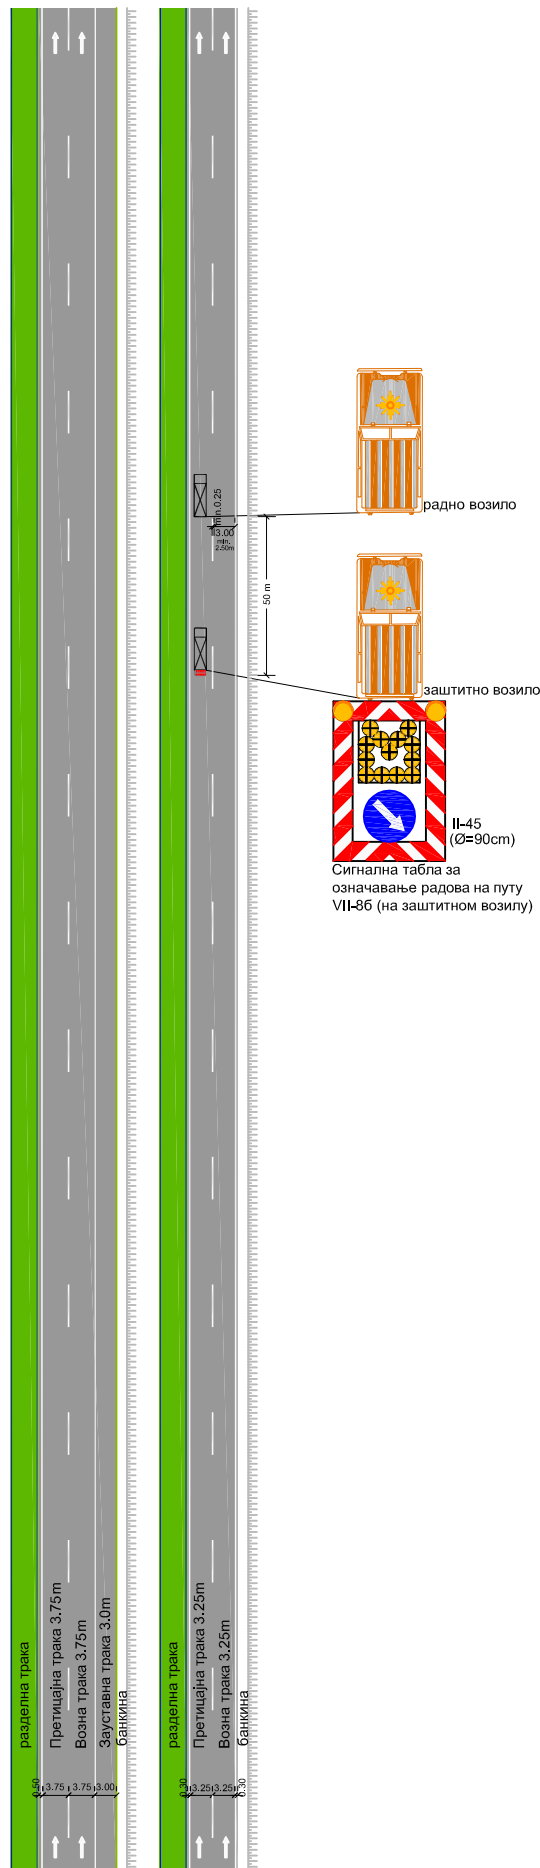 min.0.25
3.00
min.
2.50m
50 m
радно возило
заштитно возило
II-45
(Ø=90cm)
Сигнална табла за
означавање радова на путу
VII-8б (на заштитном возилу)
разделна трака
Претицајна трака 3.75m
Возна трака 3.75m
Зауставна трака 3.0m
банкина
разделна трака
Претицајна трака 3.25m
Возна трака 3.25m
банкина
0.50
3.75
3.75
3.00
0.30
3.25
3.25
0.30